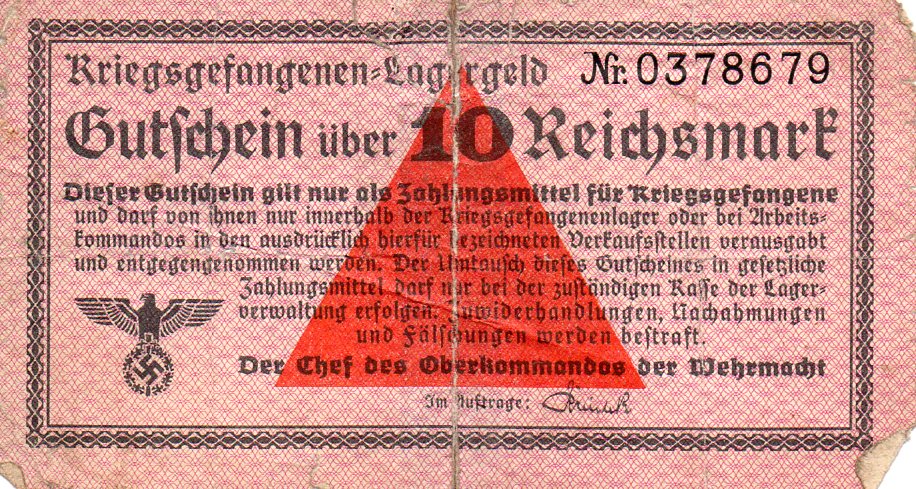 Kriegsgefangenen-Lagergeld Nr. 0378679
Gutschein über 10 Reichsmark
Dieser Gutschein gilt nur als Zahlungsmittel für Kriegsgefangene
und darf von ihnen nur innerhalb der Kriegsgefangenenlager oder bei Arbeits-
kommandos in den ausdrücklich hierfür bezeichneten Verkaufsstellen verausgabt
und entgegengenommen werden. Der Umtausch dieses Gutscheines in gesetzliche
Zahlungsmittel darf nur bei der zuständigen Kasse der Lager-
verwaltung erfolgen. Zuwiderhandlungen, Nachahmungen
und Fälschungen werden bestraft.
Der Chef des Oberkommandos der Wehrmacht
Im Auftrage: